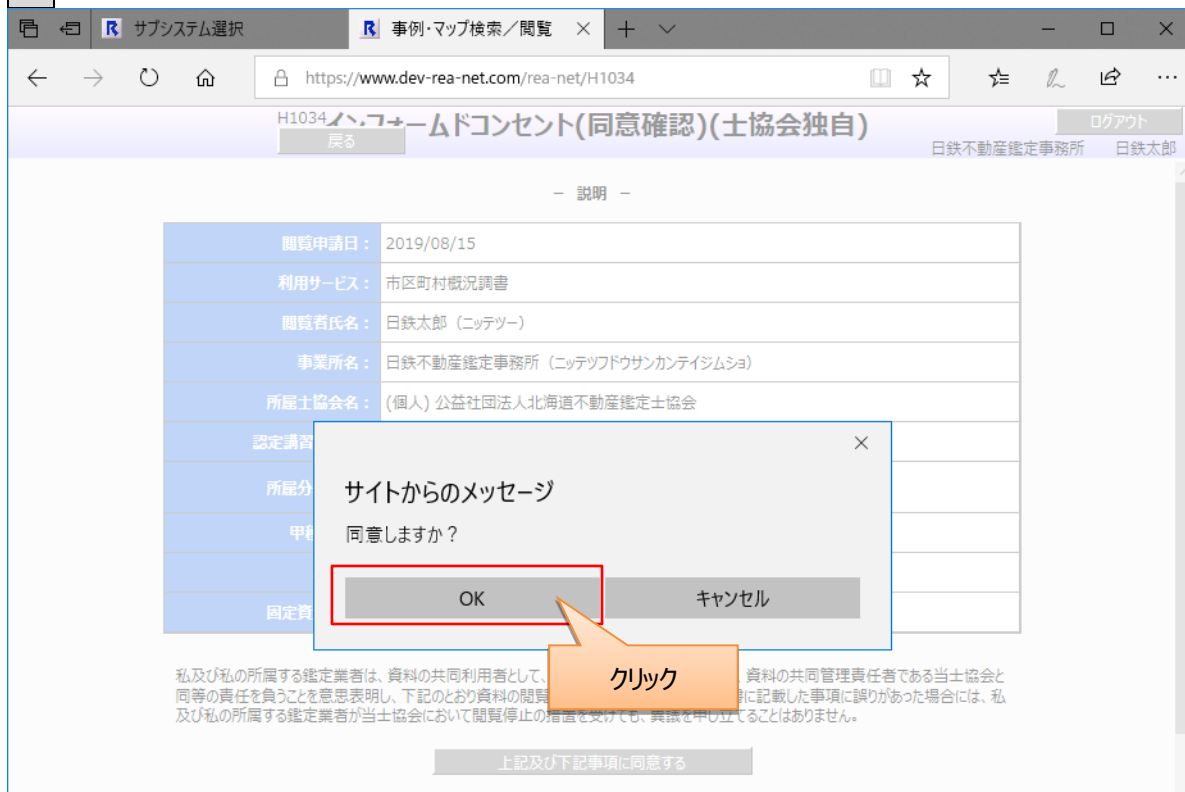 サブシステム選択
事例・マップ検索／閲覧
https://www.dev-rea-net.com/rea-net/H1034
H1034 インフォームドコンセント(同意確認)(士協会独自)
戻る
ログアウト
日鉄不動産鑑定事務所 日鉄太郎
－ 説明 －
閲覧申請日： 2019/08/15
利用サービス： 市区町村概況調書
閲覧者氏名： 日鉄太郎（ニッテツー）
事業所名： 日鉄不動産鑑定事務所（ニッテツフドウサンカンテイジムショ）
所属士協会名： (個人) 公益社団法人北海道不動産鑑定士協会
認定講習
所属分
甲
固定資
サイトからのメッセージ
同意しますか？
OK キャンセル
クリック
私及び私の所属する鑑定業者は、資料の共同利用者として、 資料の共同管理責任者である当士協会と
同等の責任を負うことを意思表明し、下記のとおり資料の閲覧 に記載した事項に誤りがあった場合には、私
及び私の所属する鑑定業者が当士協会において閲覧停止の措置を受けても、異議を申し立てることはありません。
上記及び下記事項に同意する